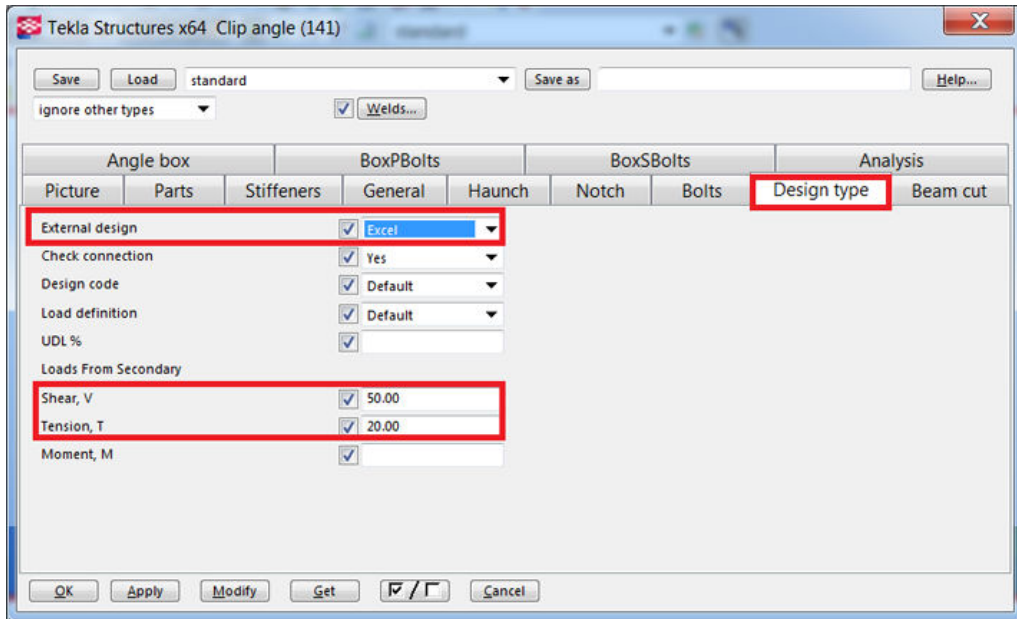 Tekla Structures x64 Clip angle (141)
Save Load standard Save as Help...
ignore other types Welds...
Angle box BoxPBolts BoxSBolts Analysis
Picture Parts Stiffeners General Haunch Notch Bolts Design type Beam cut
External design Excel
Check connection Yes
Design code Default
Load definition Default
UDL %
Loads From Secondary
Shear, V 50.00
Tension, T 20.00
Moment, M
OK Apply Modify Get / Cancel